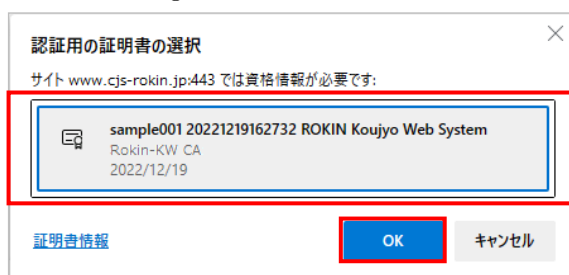 認証用の証明書の選択
サイト www.cjs-rokin.jp:443 では資格情報が必要です:
sample001 20221219162732 ROKIN Koujyo Web System
Rokin-KW CA
2022/12/19
証明書情報
OK
キャンセル